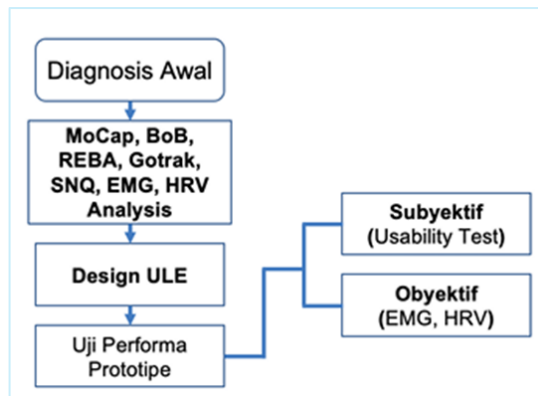 Diagnosis Awal
MoCap, BoB,
REBA, Gotrak,
SNQ, EMG, HRV
Analysis
Design ULE
Uji Performa
Prototipe
Subyektif
(Usability Test)
Obyektif
(EMG, HRV)